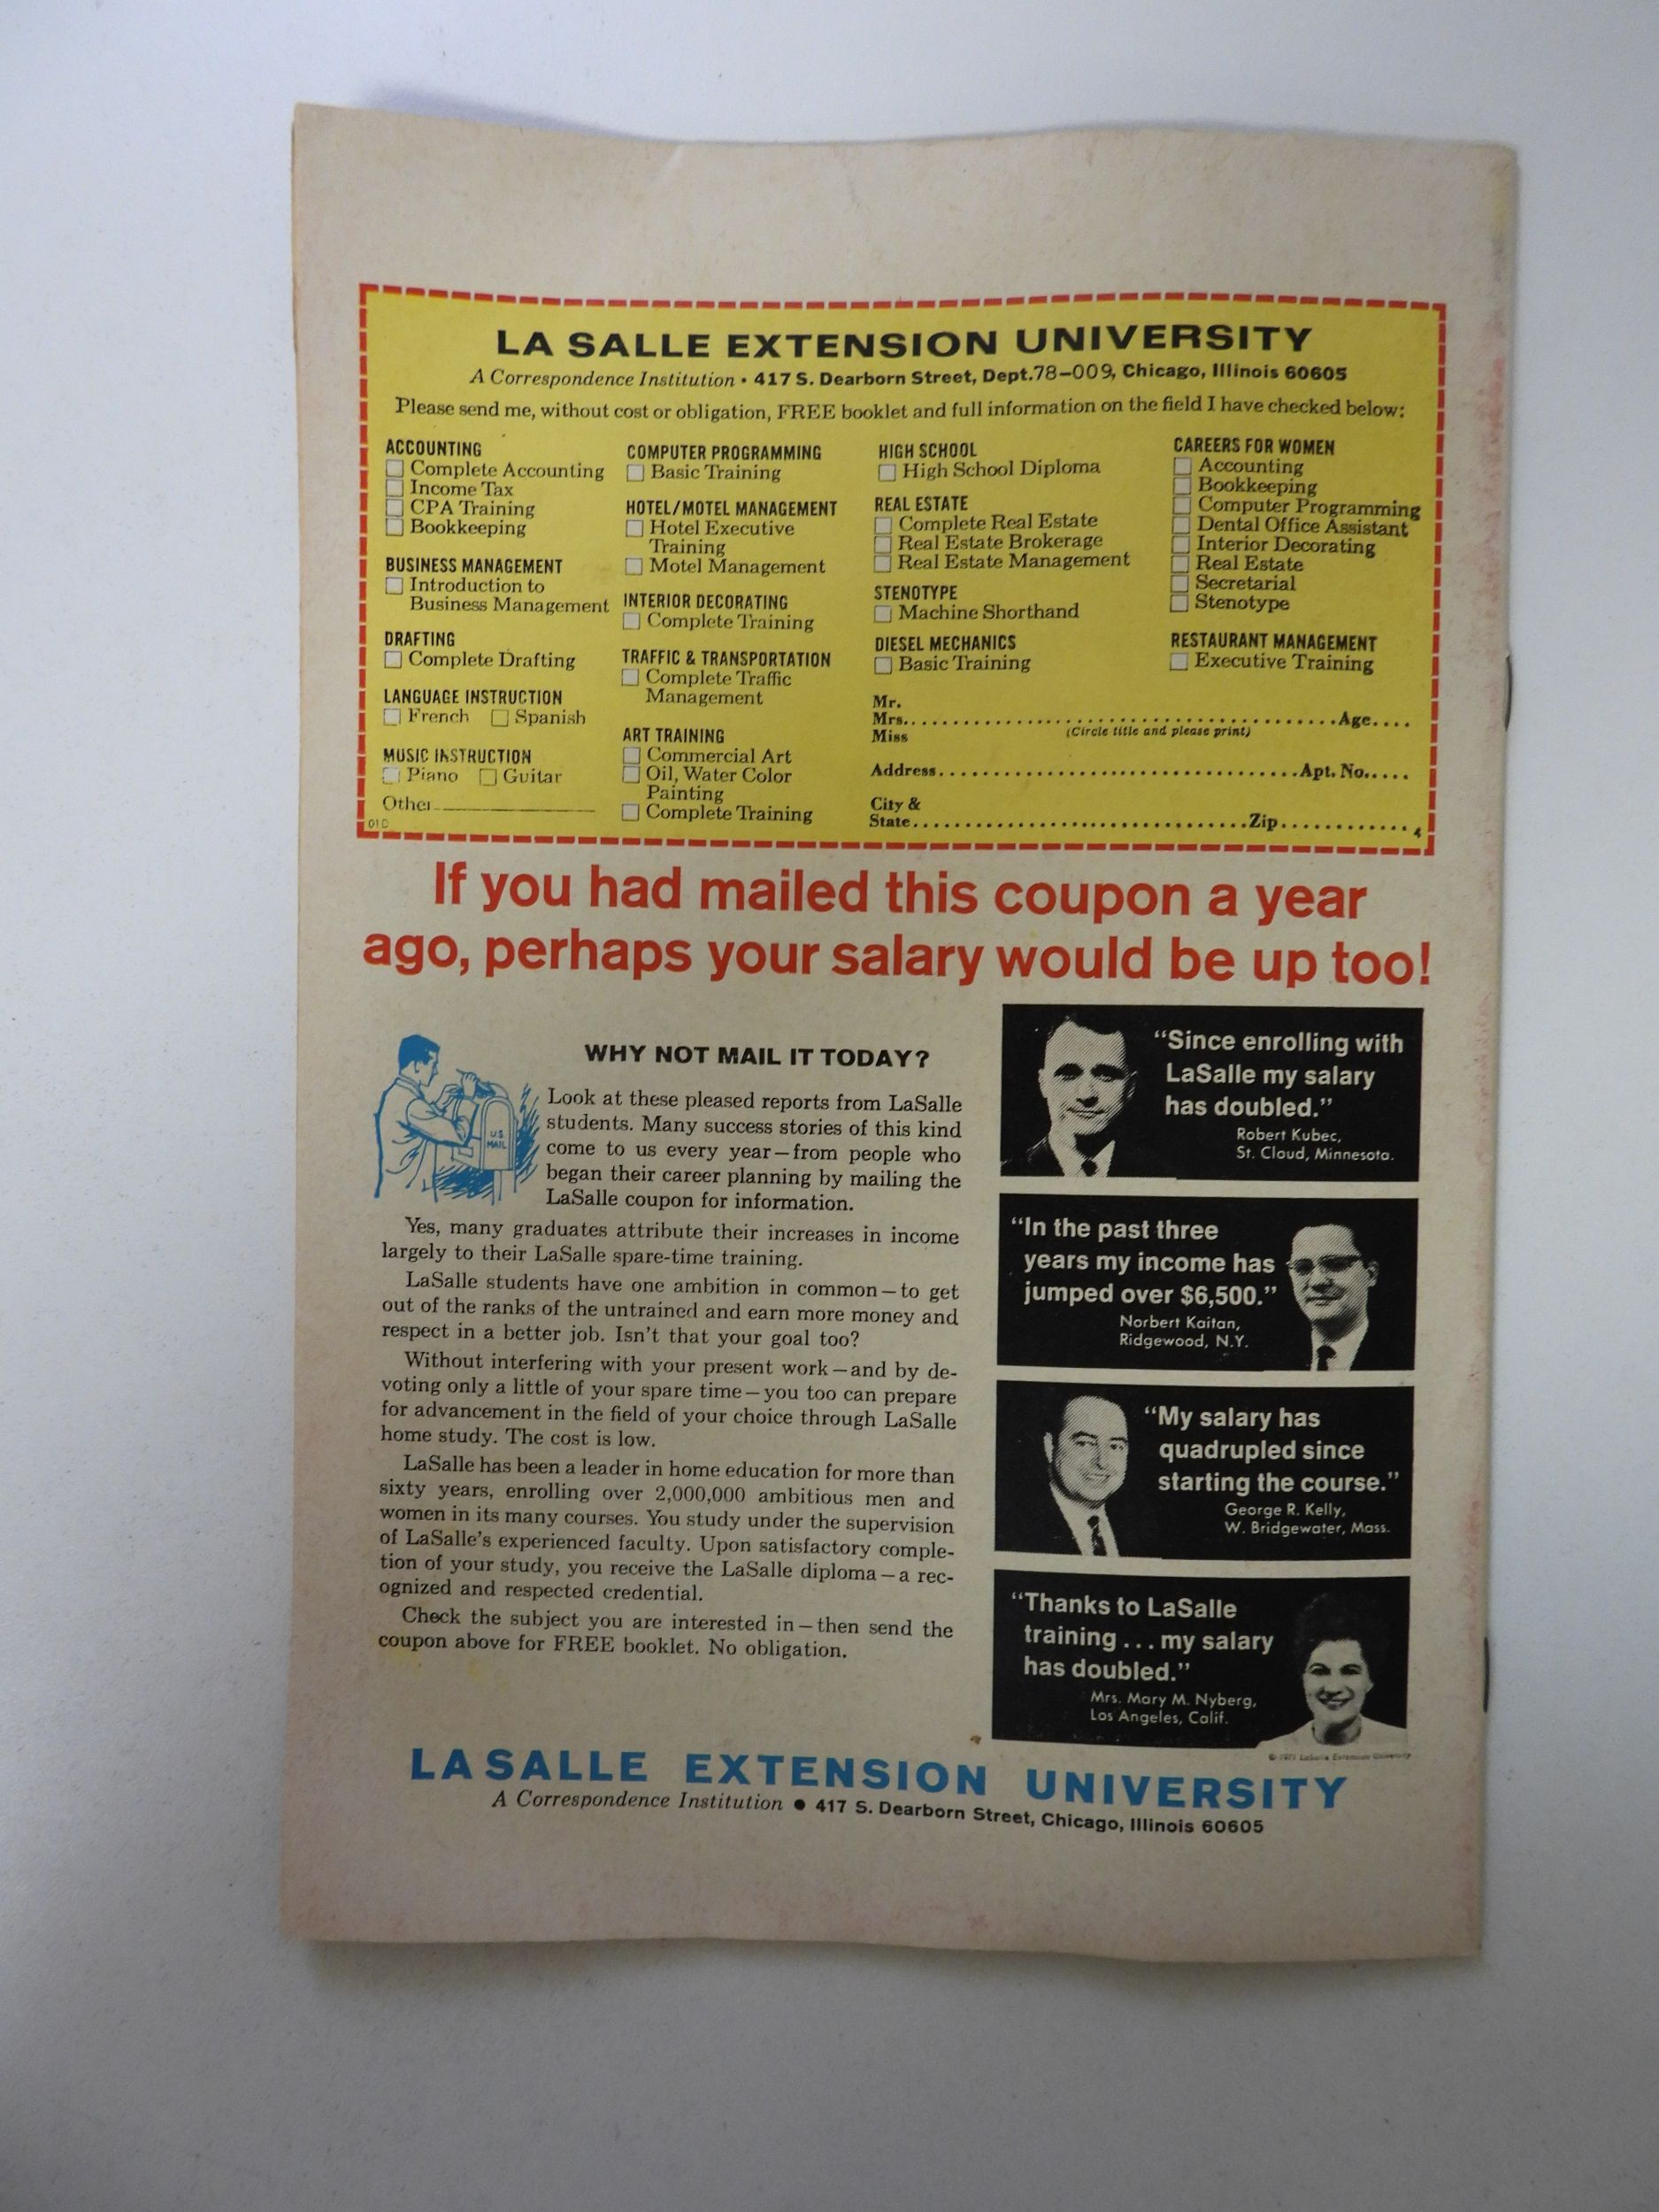 LA SALLE EXTENSION UNIVERSITY
A Correspondence Institution • 417 S. Dearborn Street, Dept.78-009, Chicago, Illinois 60605
Please send me, without cost or obligation, FREE booklet and full information on the field I have checked below:
ACCOUNTING
Complete Accounting
Income Tax
CPA Training
Bookkeeping
BUSINESS MANAGEMENT
Introduction to
Business Management
DRAFTING
Complete Drafting
LANGUAGE INSTRUCTION
French Spanish
MUSIC INSTRUCTION
Piano Guitar
Other
COMPUTER PROGRAMMING
Basic Training
HOTEL/MOTEL MANAGEMENT
Hotel Executive
Training
Motel Management
INTERIOR DECORATING
Complete Training
TRAFFIC & TRANSPORTATION
Complete Traffic
Management
ART TRAINING
Commercial Art
Oil, Water Color
Painting
Complete Training
HIGH SCHOOL
High School Diploma
REAL ESTATE
Complete Real Estate
Real Estate Brokerage
Real Estate Management
STENOTYPE
Machine Shorthand
DIESEL MECHANICS
Basic Training
CAREERS FOR WOMEN
Accounting
Bookkeeping
Computer Programming
Dental Office Assistant
Interior Decorating
Real Estate
Secretarial
Stenotype
RESTAURANT MANAGEMENT
Executive Training
Mr.
Mrs. Age
Miss (Circle title and please print)
Address Apt. No.
City &
State Zip
If you had mailed this coupon a year
ago, perhaps your salary would be up too!
WHY NOT MAIL IT TODAY?
U.S.
MAIL
Look at these pleased reports from LaSalle
students. Many success stories of this kind
come to us every year—from people who
began their career planning by mailing the
LaSalle coupon for information.
Yes, many graduates attribute their increases in income
largely to their LaSalle spare-time training.
LaSalle students have one ambition in common—to get
out of the ranks of the untrained and earn more money and
respect in a better job. Isn't that your goal too?
Without interfering with your present work—and by de-
voting only a little of your spare time—you too can prepare
for advancement in the field of your choice through LaSalle
home study. The cost is low.
LaSalle has been a leader in home education for more than
sixty years, enrolling over 2,000,000 ambitious men and
women in its many courses. You study under the supervision
of LaSalle's experienced faculty. Upon satisfactory comple-
tion of your study, you receive the LaSalle diploma—a rec-
ognized and respected credential.
Check the subject you are interested in—then send the
coupon above for FREE booklet. No obligation.
"Since enrolling with
LaSalle my salary
has doubled."
Robert Kubec,
St. Cloud, Minnesota.
"In the past three
years my income has
jumped over $6,500."
Norbert Kaitan,
Ridgewood, N.Y.
"My salary has
quadrupled since
starting the course."
George R. Kelly,
W. Bridgewater, Mass.
"Thanks to LaSalle
training... my salary
has doubled."
Mrs. Mary M. Nyberg,
Los Angeles, Calif.
© 1971 LaSalle Extension University
LASALLE EXTENSION UNIVERSITY
A Correspondence Institution • 417 S. Dearborn Street, Chicago, Illinois 60605